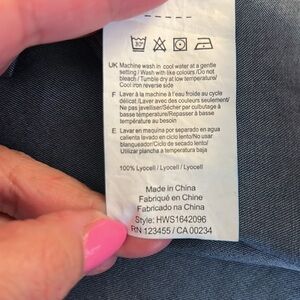 30°
UK Machine wash in cool water at a gentle
setting / Wash with like colours / Do not
bleach / Tumble dry at low temperature/
Cool iron reverse side
F Laver à la machine à l'eau froide au cycle
délicat/Laver avec des couleurs seulement/
Ne pas javelliser/Sécher par culbutage à
basse température/Repasser à basse
température au besoin
E Lavar en maquina por separado en agua
calienta lavado en ciclo lento/No usar
blanqueador/Ciclo de secado lento/
Utilizar plancha a temperatura baja
100% Lyocell / Lyocell / Lyocell
Made in China
Fabriqué en Chine
Fabricado na China
Style: HWS1642096
RN 123455 / CA 00234